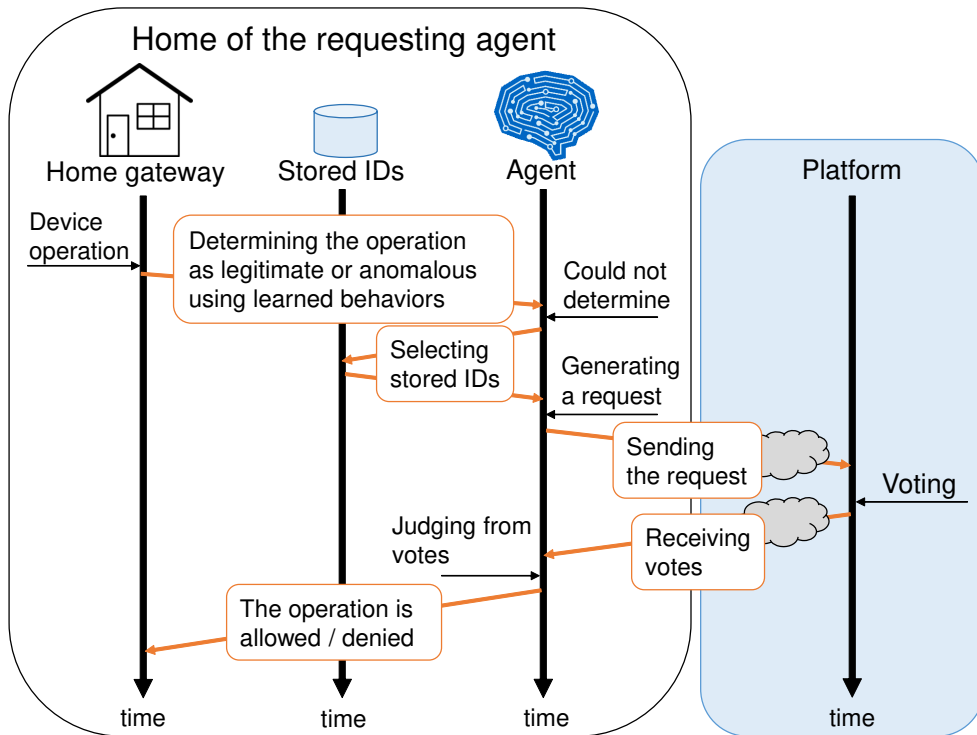 Home of the requesting agent
Home gateway
Stored IDs
Agent
Platform
Device
operation
Determining the operation
as legitimate or anomalous
using learned behaviors
Could not
determine
Selecting
stored IDs
Generating
a request
Sending
the request
Voting
Judging from
votes
Receiving
votes
The operation is
allowed / denied
time
time
time
time